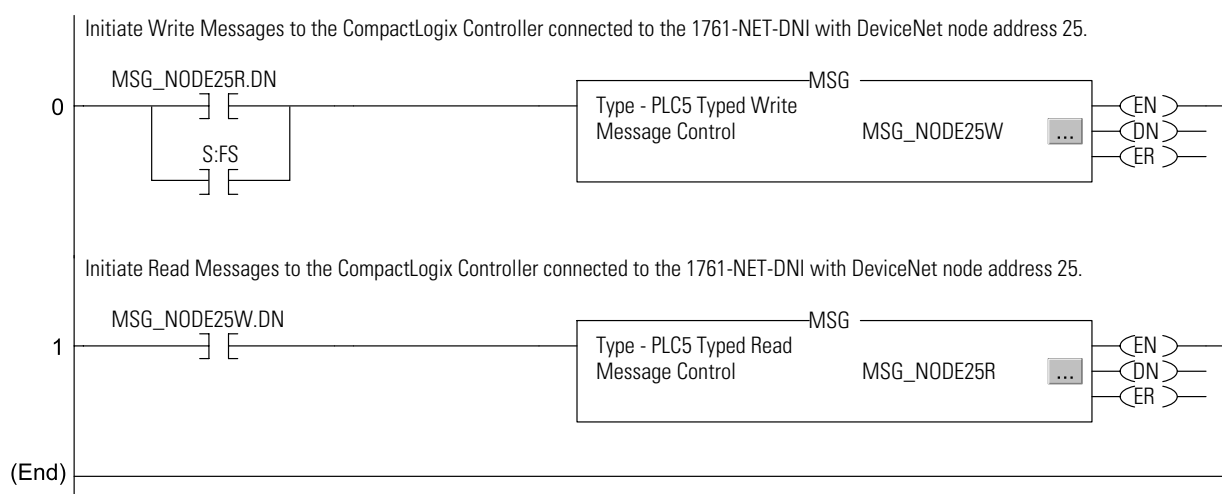 Initiate Write Messages to the CompactLogix Controller connected to the 1761-NET-DNI with DeviceNet node address 25.
MSG_NODE25R.DN
MSG
0
Type - PLC5 Typed Write
EN
Message Control MSG_NODE25W ...
DN
S:FS
ER
Initiate Read Messages to the CompactLogix Controller connected to the 1761-NET-DNI with DeviceNet node address 25.
MSG_NODE25W.DN
MSG
1
Type - PLC5 Typed Read
EN
Message Control MSG_NODE25R ...
DN
ER
(End)